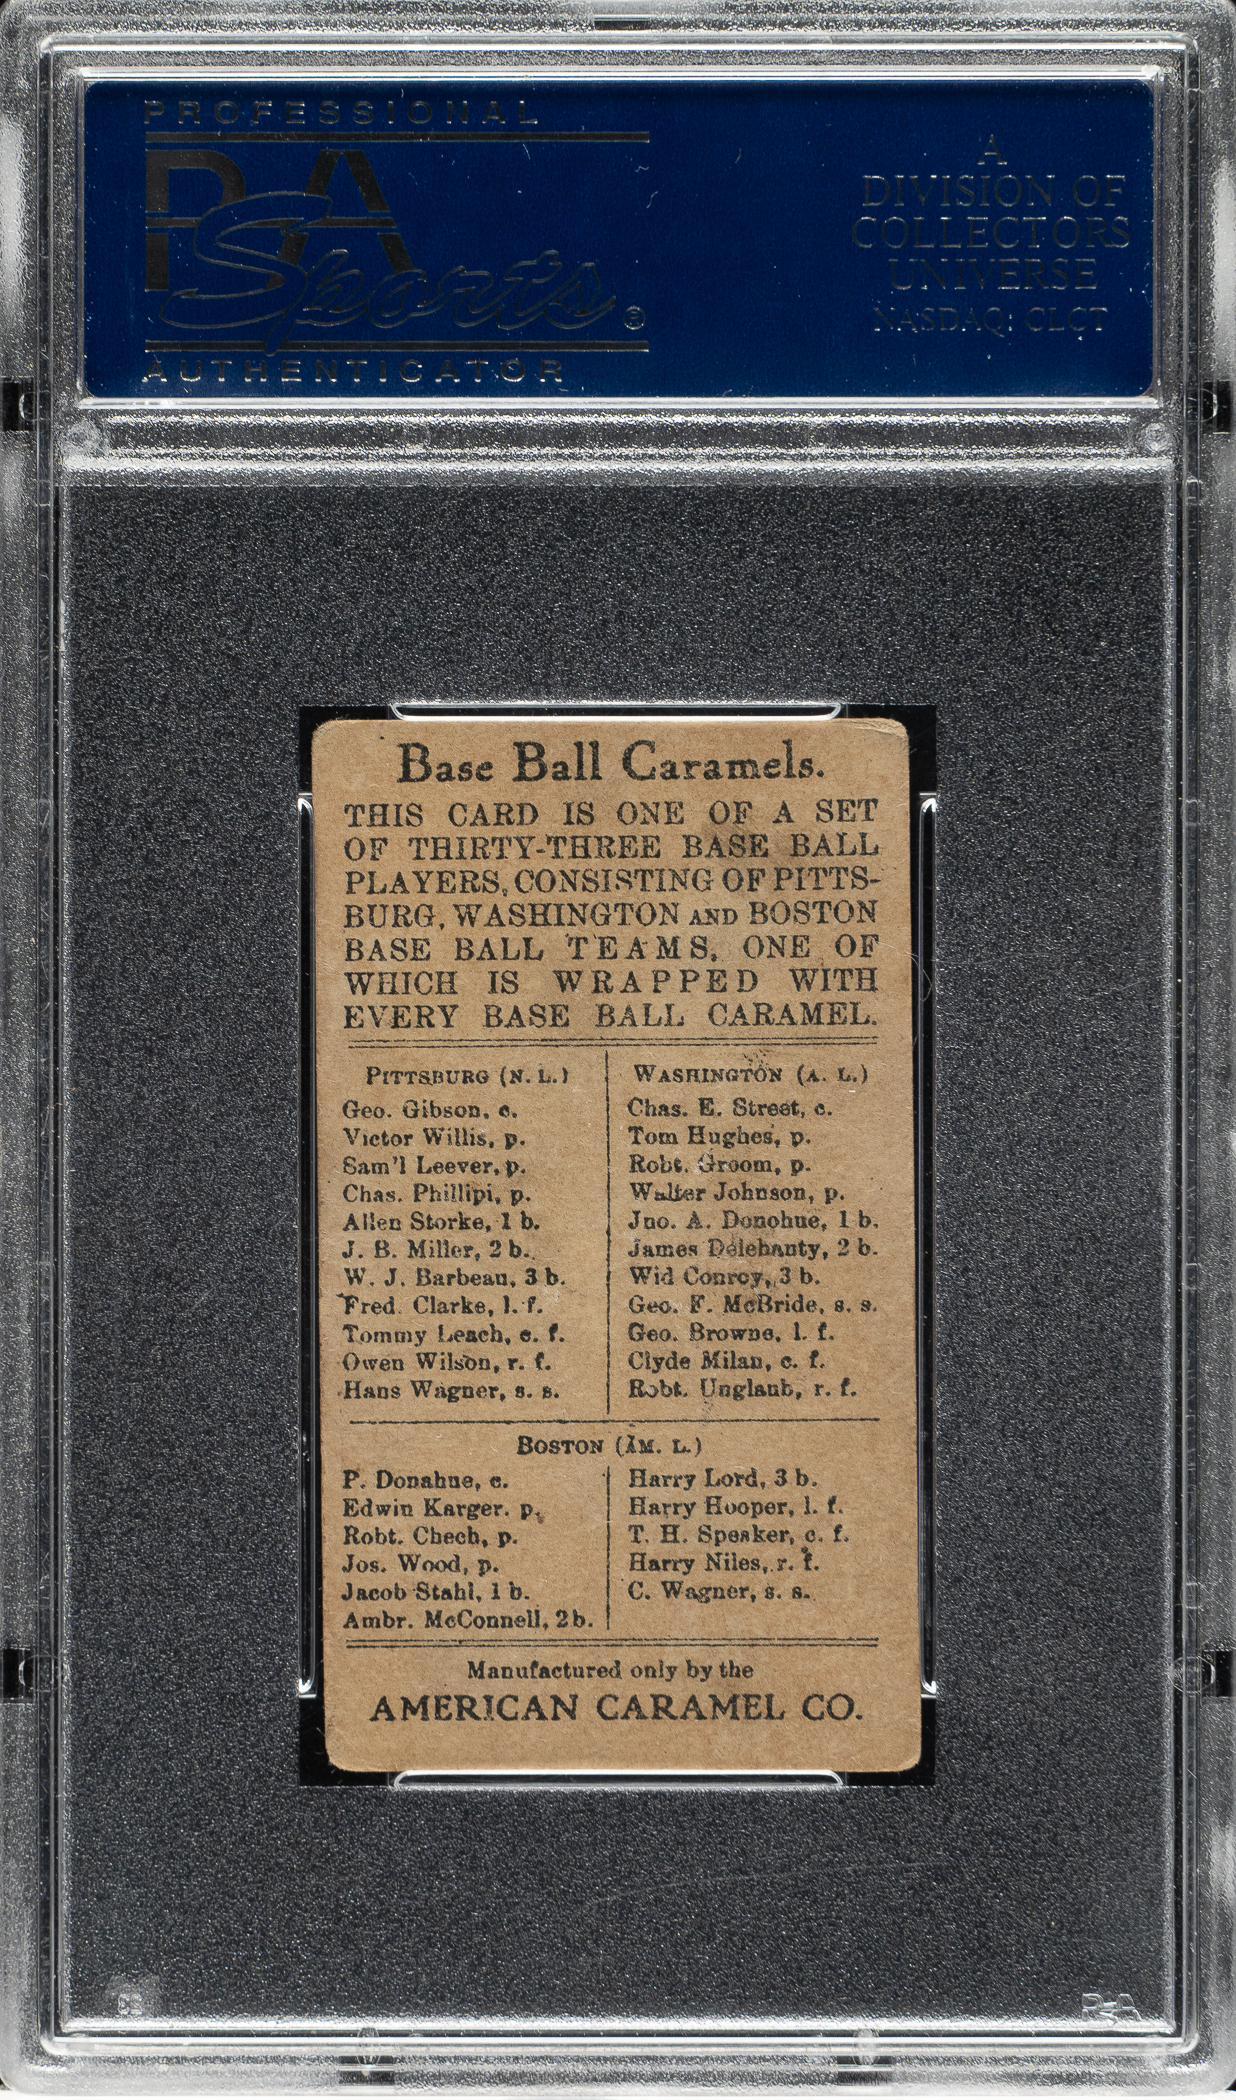 PROFESSIONAL
PSA
Sports®
AUTHENTICATOR
A
DIVISION OF
COLLECTORS
UNIVERSE
NASDAQ: CLCT
Base Ball Caramels.
THIS CARD IS ONE OF A SET
OF THIRTY-THREE BASE BALL
PLAYERS, CONSISTING OF PITTS-
BURG, WASHINGTON AND BOSTON
BASE BALL TEAMS, ONE OF
WHICH IS WRAPPED WITH
EVERY BASE BALL CARAMEL.
PITTSBURG (N. L.)
Geo. Gibson, c.
Victor Willis, p.
Sam'l Leever, p.
Chas. Phillipi, p.
Allen Storke, 1 b.
J. B. Miller, 2 b.
W. J. Barbeau, 3 b.
Fred. Clarke, l. f.
Tommy Leach, c. f.
Owen Wilson, r. f.
Hans Wagner, s. s.
WASHINGTON (A. L.)
Chas. E. Street, c.
Tom Hughes, p.
Robt. Groom, p.
Walter Johnson, p.
Jno. A. Donohue, 1 b.
James Delehanty, 2 b.
Wid Conroy, 3 b.
Geo. F. McBride, s. s.
Geo. Browne, l. f.
Clyde Milan, c. f.
Robt. Unglaub, r. f.
BOSTON (AM. L.)
P. Donahue, c.
Edwin Karger. p.
Robt. Chech, p.
Jos. Wood, p.
Jacob Stahl, 1 b.
Ambr. McConnell, 2 b.
Harry Lord, 3 b.
Harry Hooper, l. f.
T. H. Speaker, c. f.
Harry Niles, r. f.
C. Wagner, s. s.
Manufactured only by the
AMERICAN CARAMEL CO.
PSA